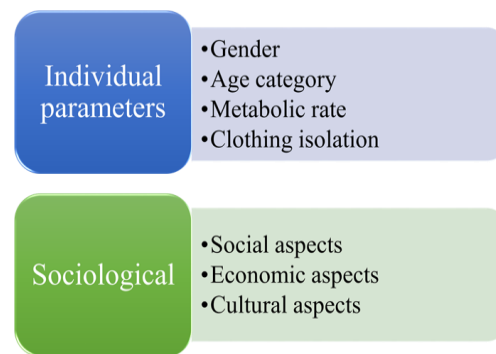 Individual
parameters
•Gender
•Age category
•Metabolic rate
•Clothing isolation
Sociological
•Social aspects
•Economic aspects
•Cultural aspects